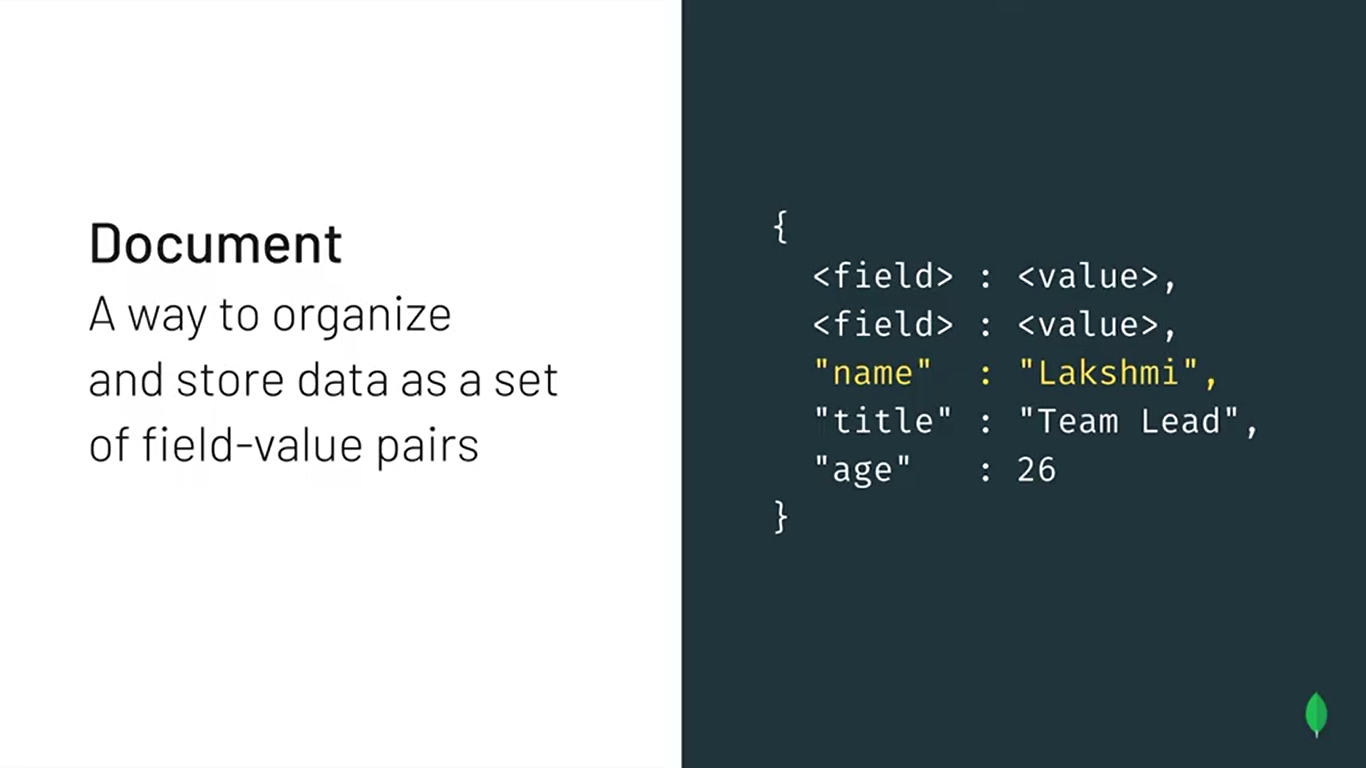 Document
A way to organize
and store data as a set
of field-value pairs
{
<field> : <value>,
<field> : <value>,
"name" : "Lakshmi",
"title" : "Team Lead",
"age" : 26
}